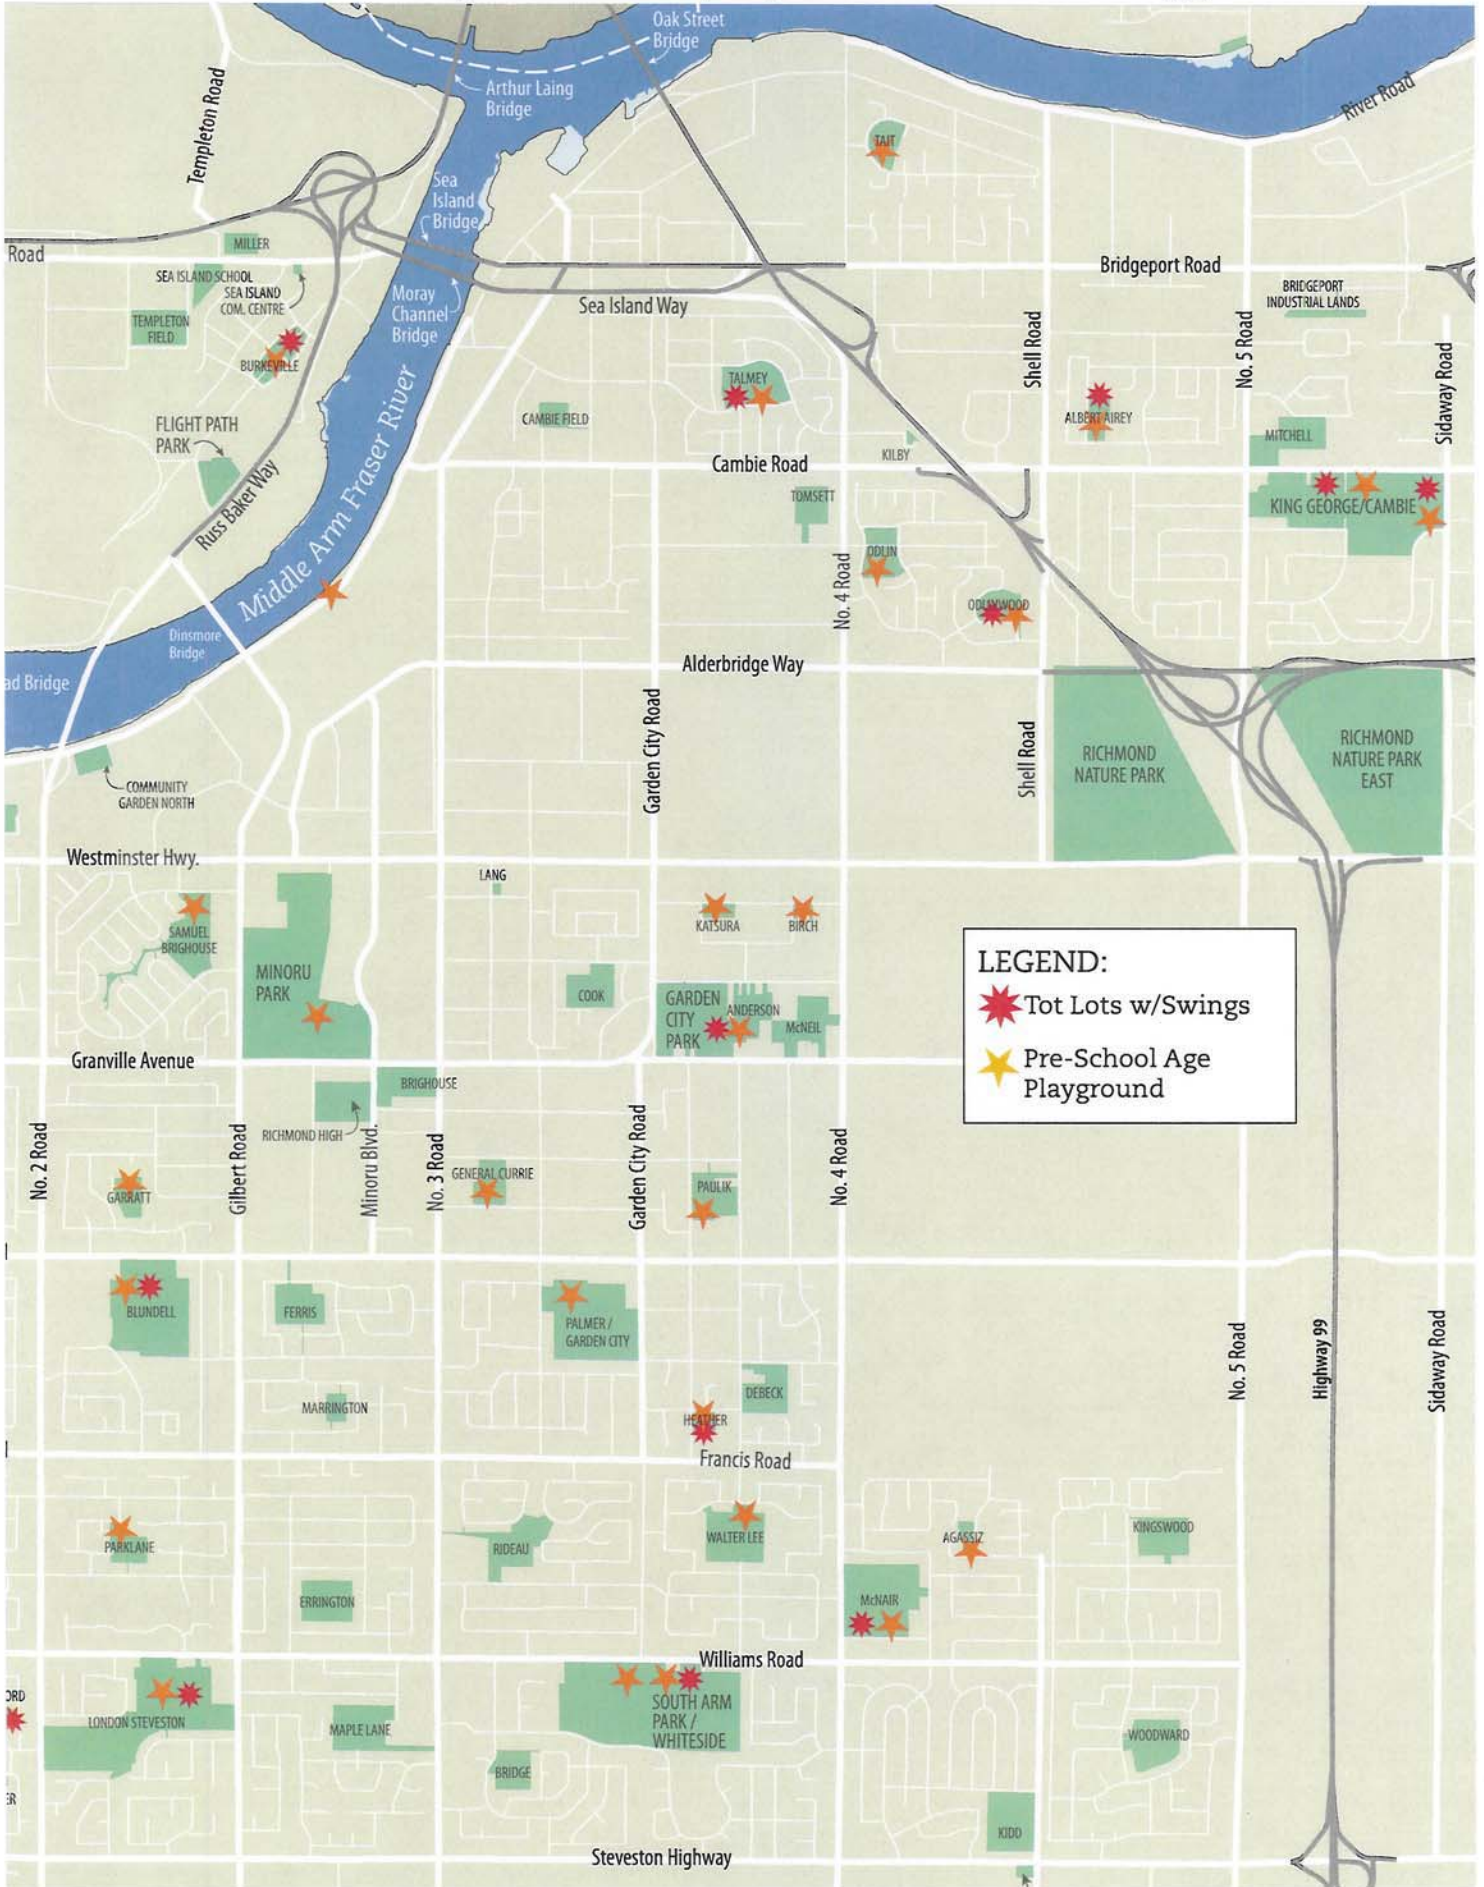 Oak Street
Bridge
Arthur Laing
Bridge
Templeton Road
River Road
TAIT
Sea
Island
Bridge
MILLER
Road
Bridgeport Road
SEA ISLAND SCHOOL
SEA ISLAND
COM. CENTRE
Moray
Channel
Bridge
Sea Island Way
BRIDGEPORT
INDUSTRIAL LANDS
TEMPLETON
FIELD
BURKEVILLE
Shell Road
No. 5 Road
Sidaway Road
TALMEY
FLIGHT PATH
PARK
CAMBIE FIELD
ALBERT AIREY
MITCHELL
KILBY
Cambie Road
Russ Baker Way
Middle Arm Fraser River
TOMSETT
KING GEORGE/CAMBIE
ODLIN
No. 4 Road
ODLINWOOD
Dinsmore
Bridge
Alderbridge Way
ad Bridge
Garden City Road
Shell Road
RICHMOND
NATURE PARK
RICHMOND
NATURE PARK
EAST
COMMUNITY
GARDEN NORTH
Westminster Hwy.
LANG
SAMUEL
BRIGHOUSE
KATSURA
BIRCH
MINORU
PARK
COOK
GARDEN
CITY
PARK
ANDERSON
McNEIL
LEGEND:
Tot Lots w/Swings
Pre-School Age
Playground
Granville Avenue
BRIGHOUSE
RICHMOND HIGH
No. 2 Road
Gilbert Road
Minoru Blvd.
No. 3 Road
Garden City Road
No. 4 Road
GENERAL CURRIE
GARRATT
PAULIK
BLUNDELL
FERRIS
PALMER /
GARDEN CITY
No. 5 Road
Highway 99
Sidaway Road
DEBECK
MARRINGTON
HEATHER
Francis Road
PARKLANE
RIDEAU
WALTER LEE
AGASSIZ
KINGSWOOD
ERRINGTON
McNAIR
Williams Road
ORD
LONDON STEVESTON
MAPLE LANE
SOUTH ARM
PARK /
WHITESIDE
WOODWARD
BRIDGE
ER
KIDD
Steveston Highway